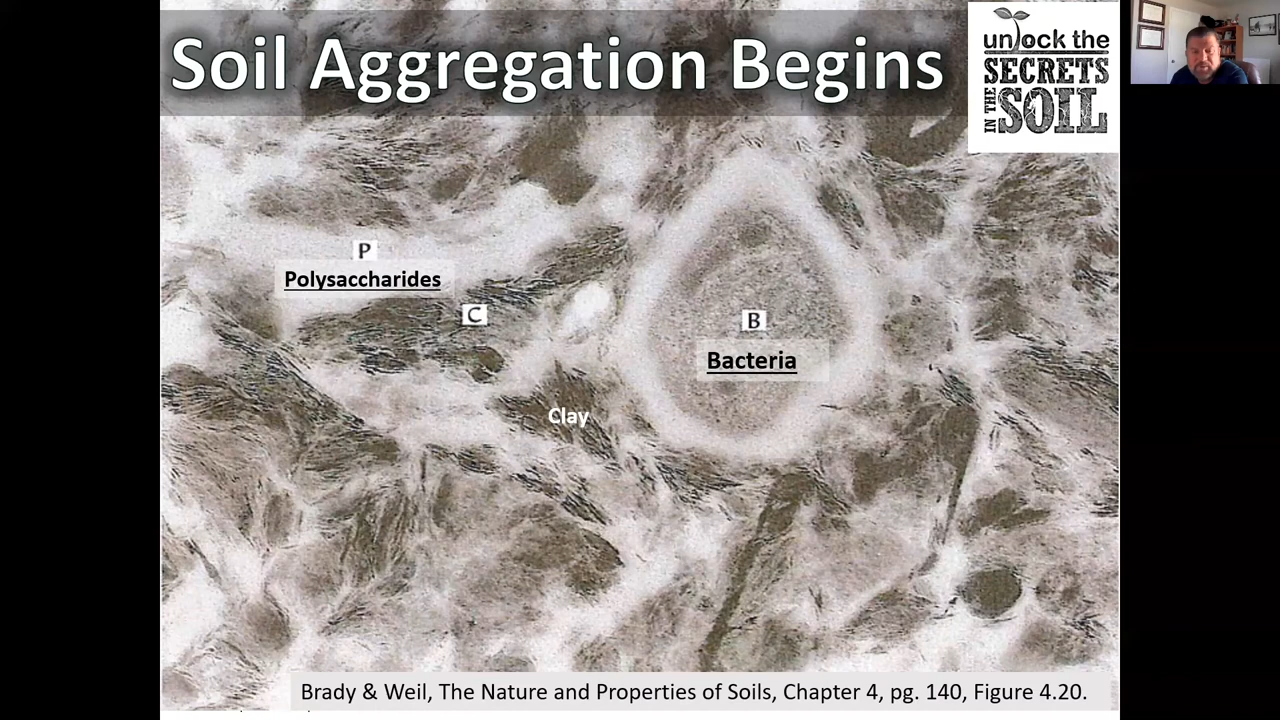 Soil Aggregation Begins
unlock the
SECRETS
IN THE
SOIL
P
Polysaccharides
C
B
Bacteria
Clay
Brady & Weil, The Nature and Properties of Soils, Chapter 4, pg. 140, Figure 4.20.